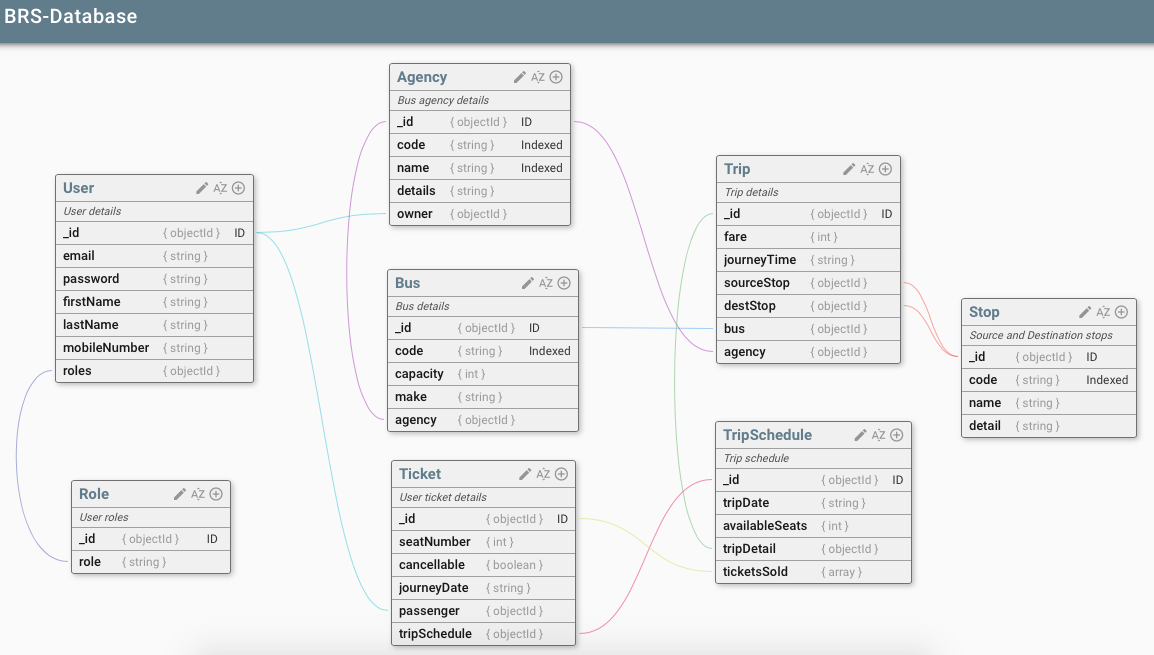 BRS-Database
Agency
Bus agency details
_id { objectId } ID
code { string } Indexed
name { string } Indexed
details { string }
owner { objectId }
User
User details
_id { objectId } ID
email { string }
password { string }
firstName { string }
lastName { string }
mobileNumber { string }
roles { objectId }
Trip
Trip details
_id { objectId } ID
fare { int }
journeyTime { string }
sourceStop { objectId }
destStop { objectId }
bus { objectId }
agency { objectId }
Bus
Bus details
_id { objectId } ID
code { string } Indexed
capacity { int }
make { string }
agency { objectId }
Stop
Source and Destination stops
_id { objectId } ID
code { string } Indexed
name { string }
detail { string }
TripSchedule
Trip schedule
_id { objectId } ID
tripDate { string }
availableSeats { int }
tripDetail { objectId }
ticketsSold { array }
Ticket
User ticket details
_id { objectId } ID
seatNumber { int }
cancellable { boolean }
journeyDate { string }
passenger { objectId }
tripSchedule { objectId }
Role
User roles
_id { objectId } ID
role { string }